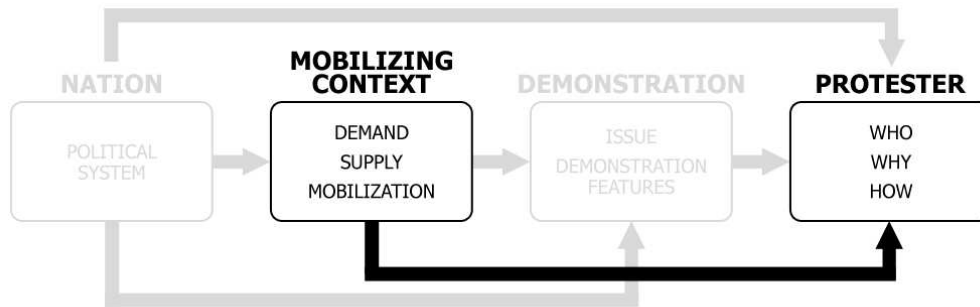 NATION
POLITICAL
SYSTEM
MOBILIZING
CONTEXT
DEMAND
SUPPLY
MOBILIZATION
DEMONSTRATION
ISSUE
DEMONSTRATION
FEATURES
PROTESTER
WHO
WHY
HOW